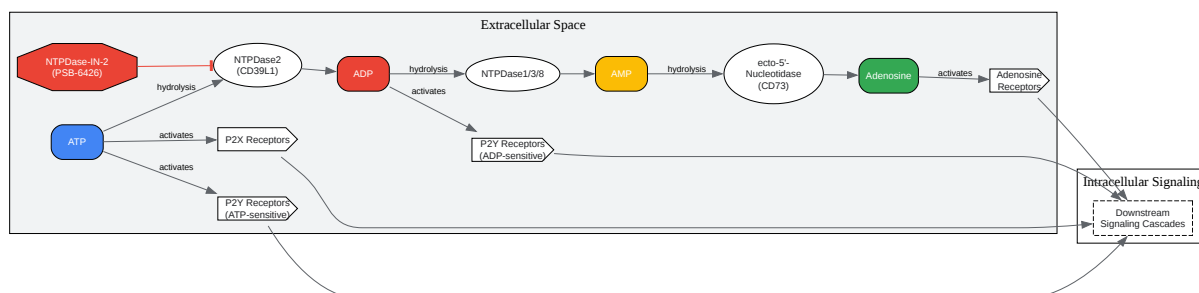 Extracellular Space
NTPDase-IN-2
(PSB-6426)
NTPDase2
(CD39L1)
ADP
hydrolysis
NTPDase1/3/8
AMP
hydrolysis
ecto-5'-
Nucleotidase
(CD73)
Adenosine
activates
Adenosine
Receptors
hydrolysis
activates
ATP
activates
P2X Receptors
P2Y Receptors
(ADP-sensitive)
activates
P2Y Receptors
(ATP-sensitive)
Intracellular Signaling
Downstream
Signaling Cascades